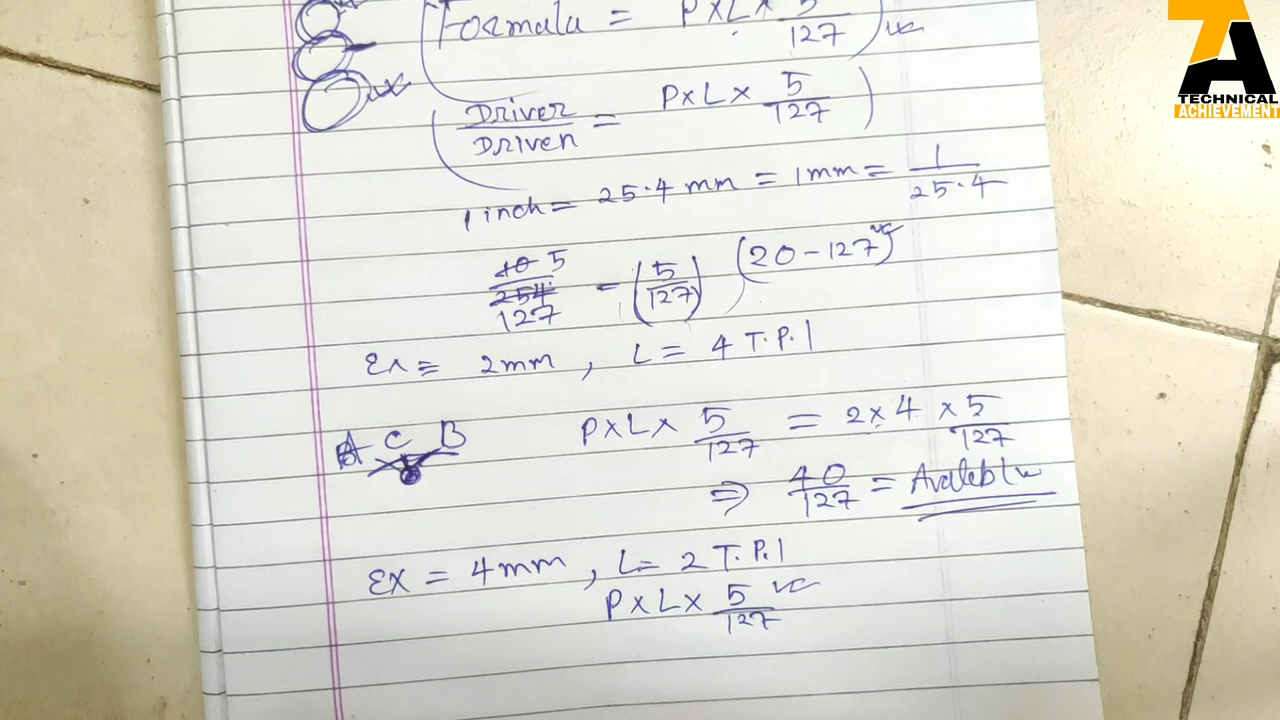 Formula = P×L× 5/127
Driver/Driven = P×L× 5/127
1 inch = 25.4 mm = 1mm = 1/25.4
10 5/254 127 = (5/127) (20-127)
Ex = 2mm, L = 4 T.P.I
A C B
P×L× 5/127 = 2×4 × 5/127
⇒ 40/127 =
EX = 4mm, L= 2 T.P.I
P×L× 5/127
TA
TECHNICAL
ACHIEVEMENT